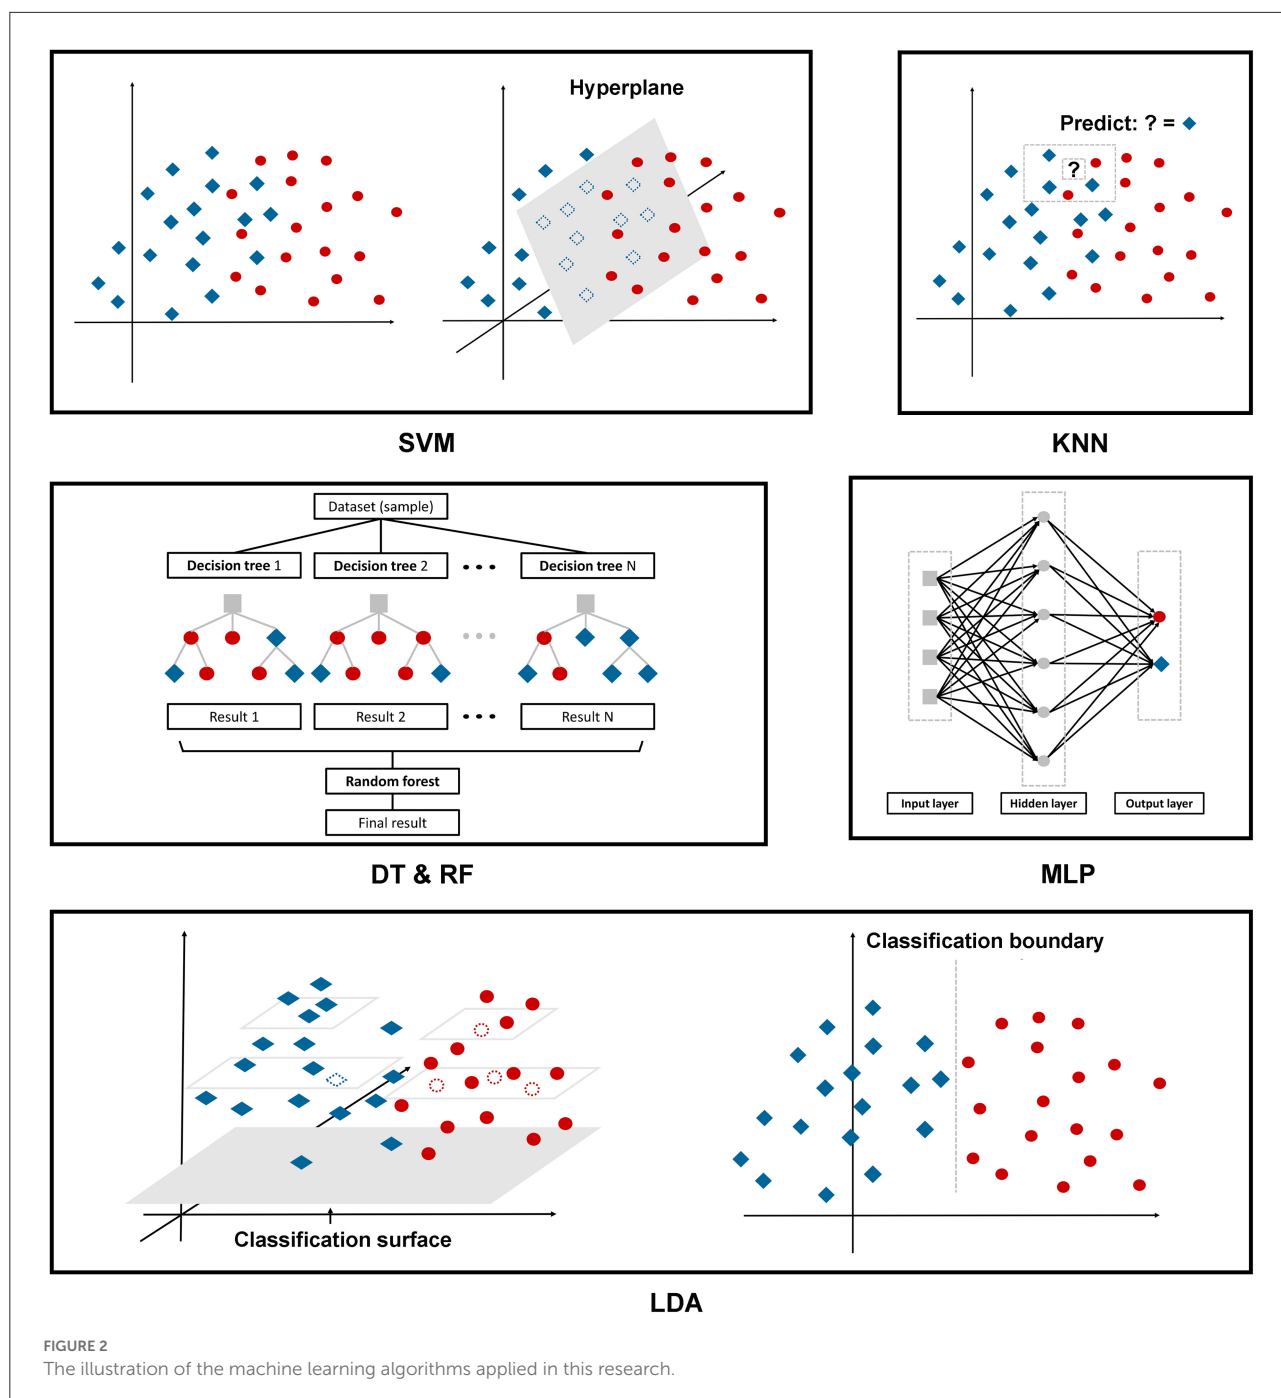 Hyperplane
Predict: ? =
?
SVM
KNN
Dataset (sample)
Decision tree 1
Decision tree 2
Decision tree N
Result 1
Result 2
Result N
Random forest
Final result
Input layer
Hidden layer
Output layer
DT & RF
MLP
Classification boundary
Classification surface
LDA
FIGURE 2
The illustration of the machine learning algorithms applied in this research.